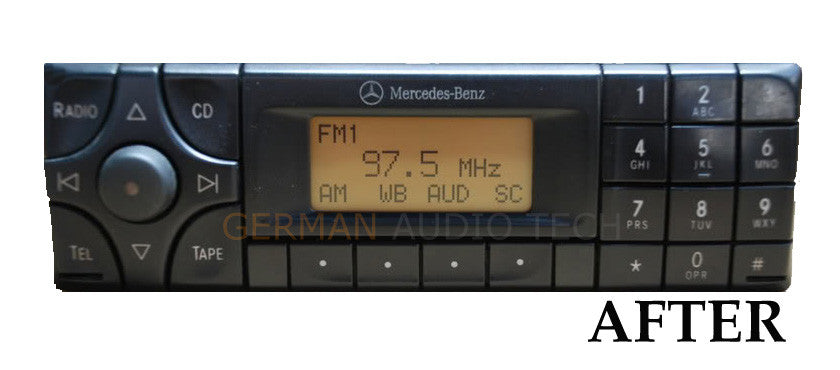 RADIO
CD
TEL
TAPE
Mercedes-Benz
FM1
97.5 MHz
AM WB AUD SC
GERMAN AUDIO TECH
1
2
ABC
3
4
GHI
5
JKL
6
MNO
7
PRS
8
TUV
9
WXY
*
0
OPR
#
AFTER